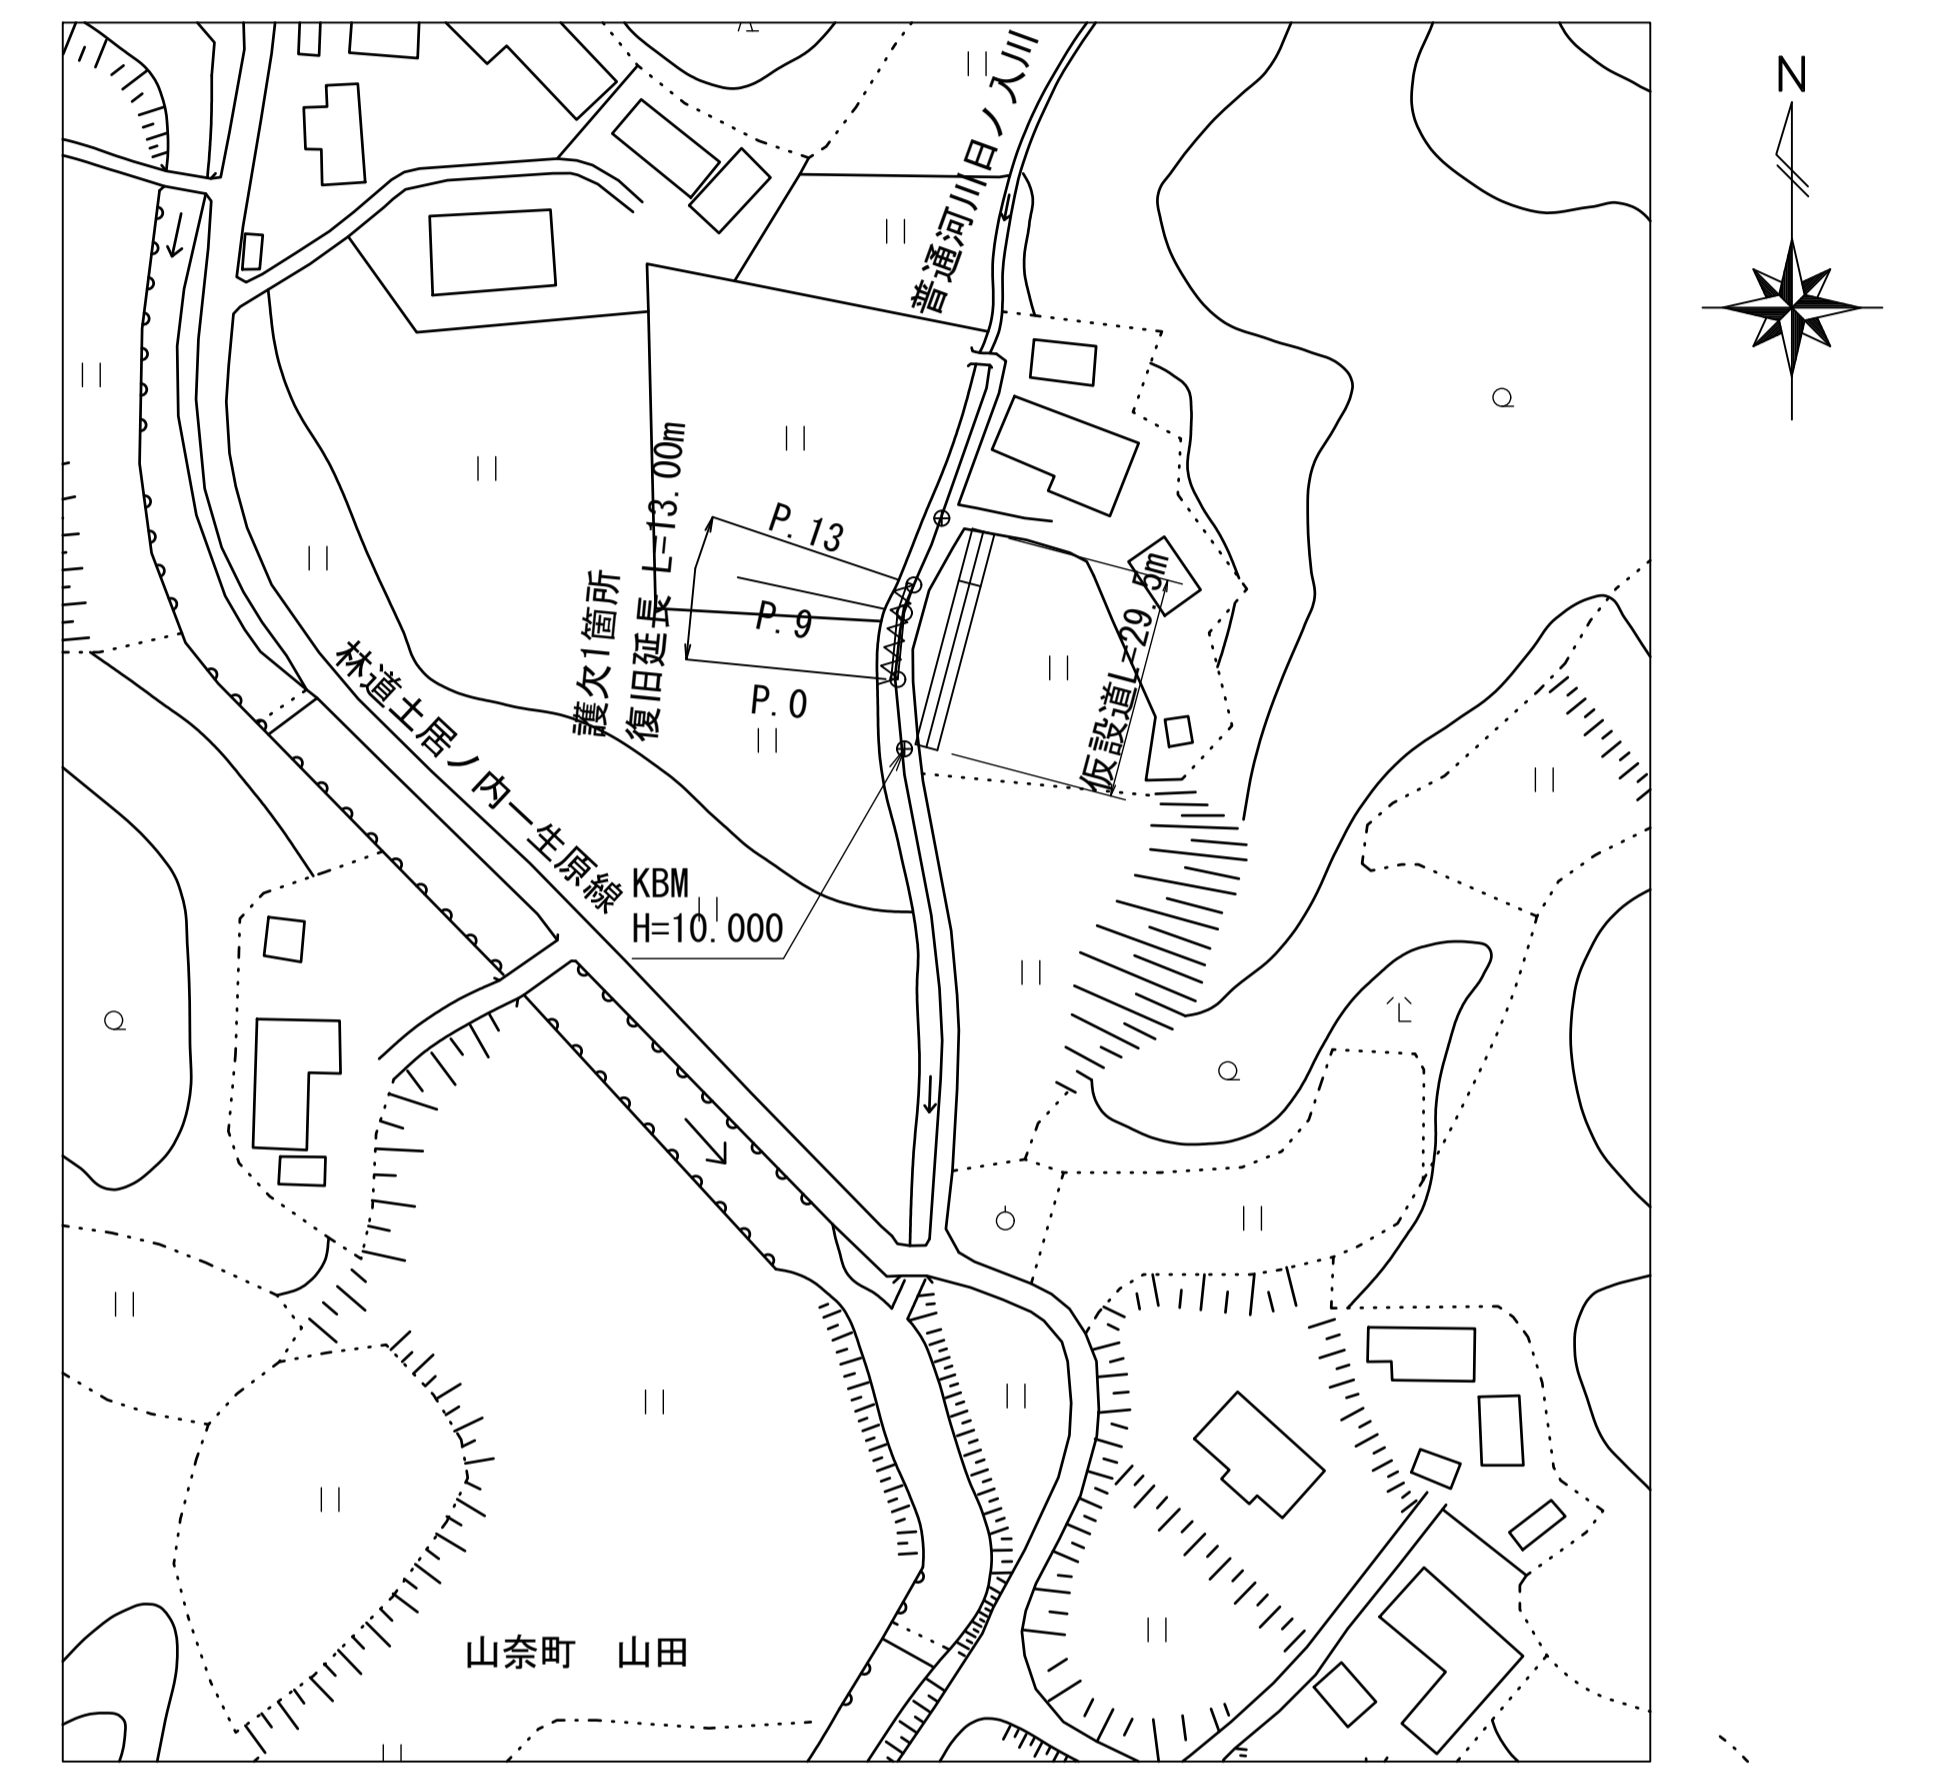 N
普通河川日ノ入川
P.13
護欠1箇所
復旧延長 L=13.00m
P.9
P.0
仮設道L=29.5m
林道土居ノ内一生原線
KBM
H=10.000
山奈町　山田